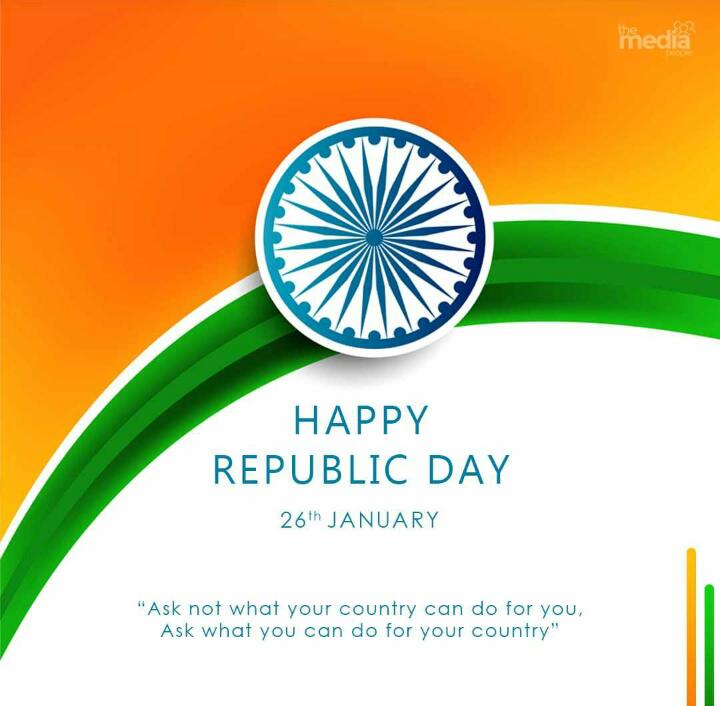 the
media
people
HAPPY
REPUBLIC DAY
26th JANUARY
“Ask not what your country can do for you,
Ask what you can do for your country”